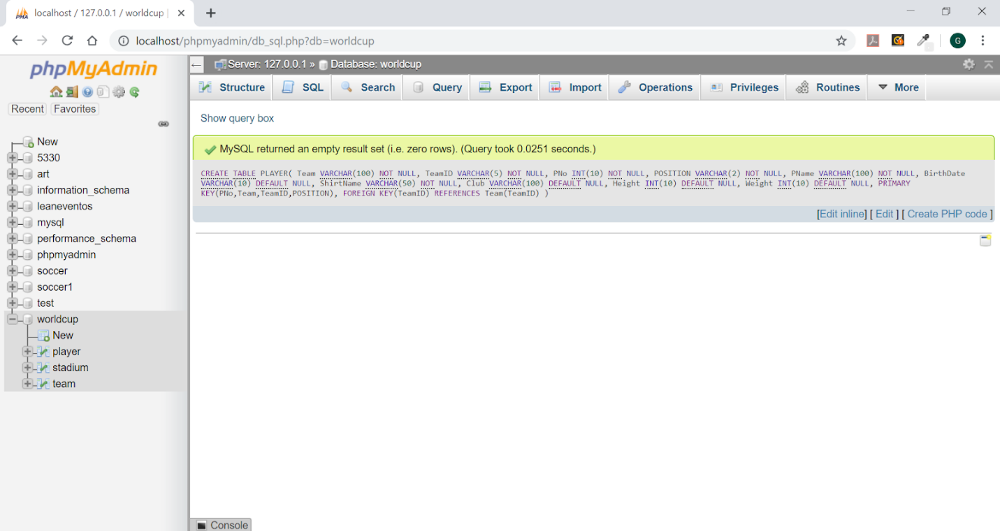 localhost / 127.0.0.1 / worldcup |
localhost/phpmyadmin/db_sql.php?db=worldcup
G
phpMyAdmin
Recent Favorites
New
5330
art
information_schema
leaneventos
mysql
performance_schema
phpmyadmin
soccer
soccer1
test
worldcup
New
player
stadium
team
Server: 127.0.0.1 » Database: worldcup
Structure SQL Search Query Export Import Operations Privileges Routines More
Show query box
MySQL returned an empty result set (i.e. zero rows). (Query took 0.0251 seconds.)
CREATE TABLE PLAYER( Team VARCHAR(100) NOT NULL, TeamID VARCHAR(5) NOT NULL, PNo INT(10) NOT NULL, POSITION VARCHAR(2) NOT NULL, PName VARCHAR(100) NOT NULL, BirthDate
VARCHAR(10) DEFAULT NULL, ShirtName VARCHAR(50) NOT NULL, Club VARCHAR(100) DEFAULT NULL, Height INT(10) DEFAULT NULL, Weight INT(10) DEFAULT NULL, PRIMARY
KEY(PNo,Team,TeamID,POSITION), FOREIGN KEY(TeamID) REFERENCES Team(TeamID) )
[Edit inline] [ Edit ] [ Create PHP code ]
Console